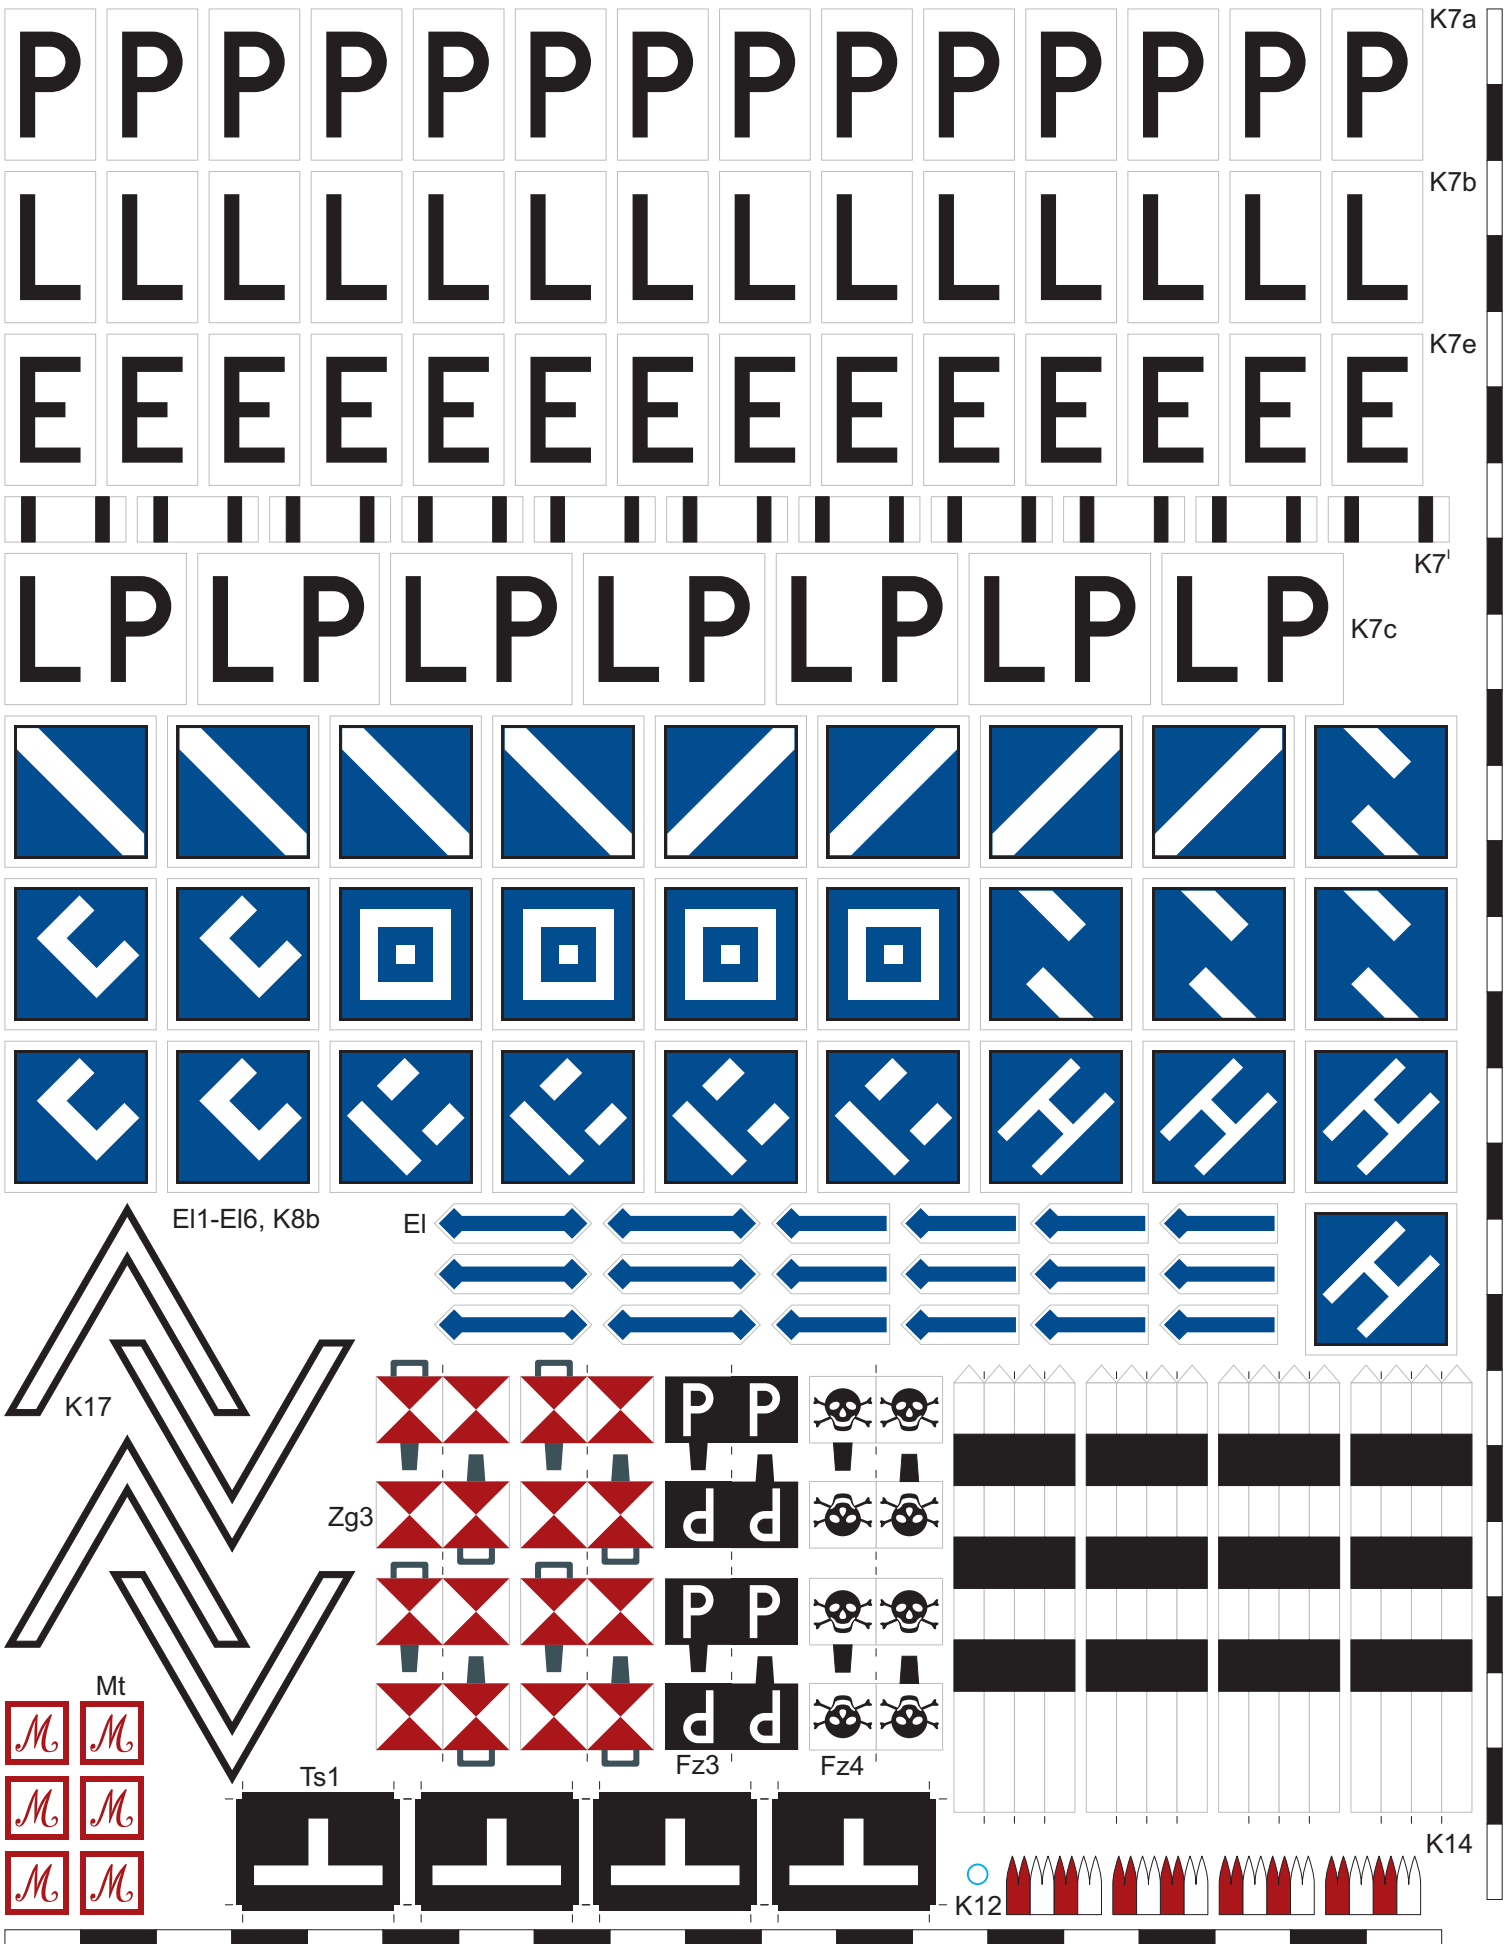 P P P P P P P P P P P P P P K7a
L L L L L L L L L L L L L L K7b
E E E E E E E E E E E E E E K7e
K7ˡ
LP LP LP LP LP LP LP K7c
El1-El6, K8b
El
K17
P P
Zg3
P P
P P
P P
Mt
M M
Fz3
Fz4
Ts1
M M
K14
M M
K12